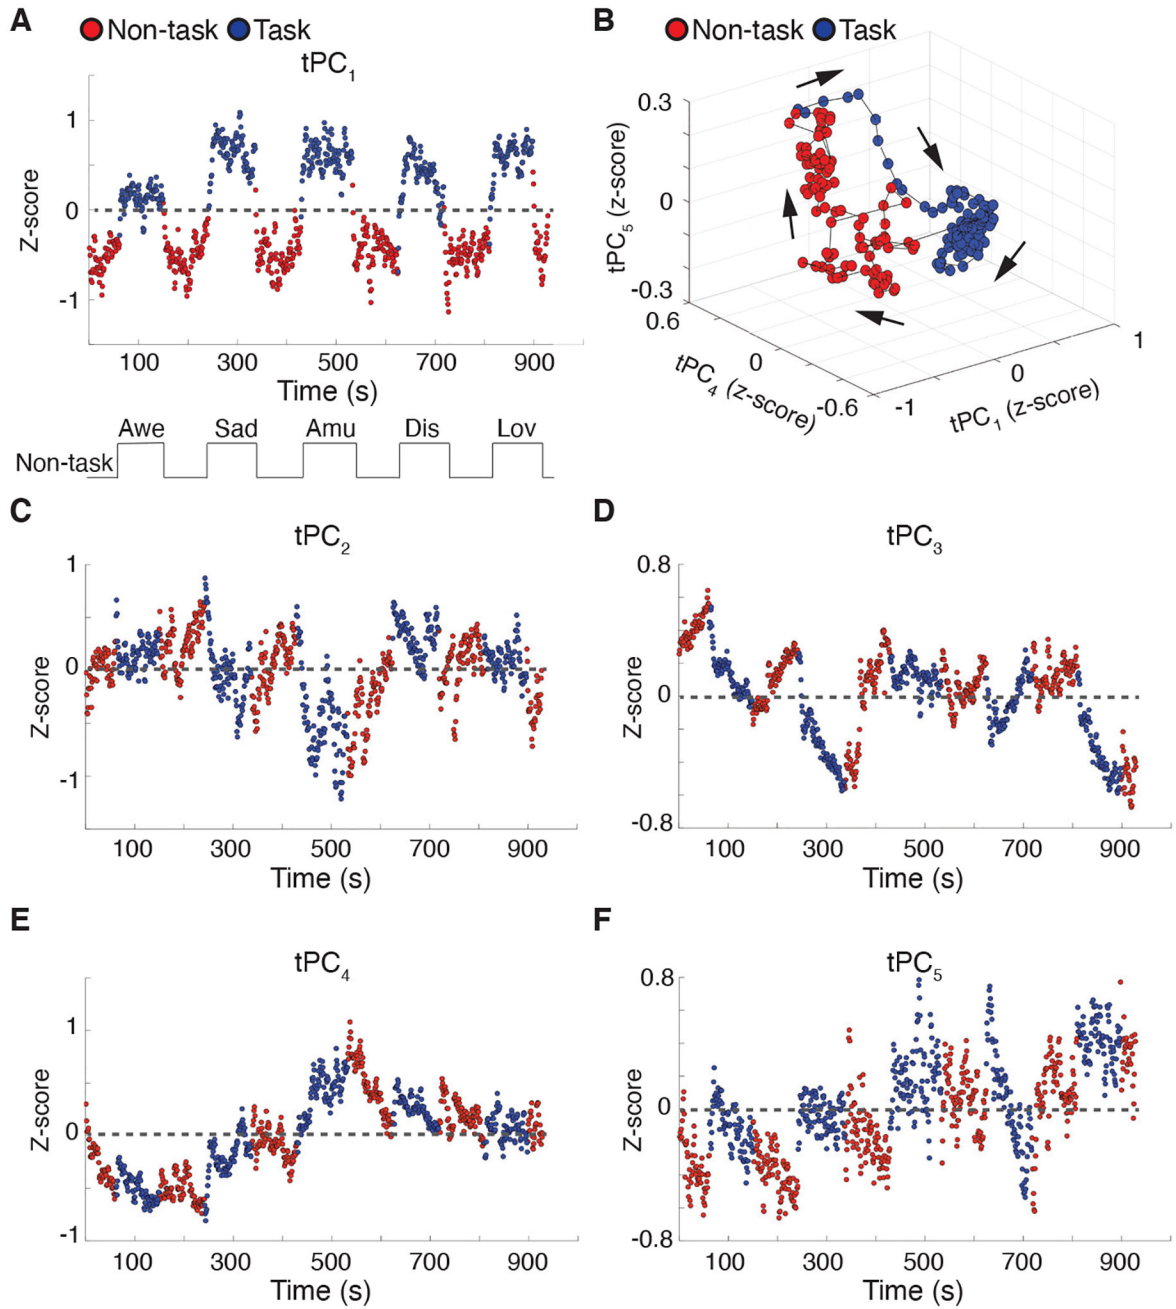 A
Non-task Task
tPC1
Z-score
1
0
-1
100 300 500 700 900
Time (s)
Awe Sad Amu Dis Lov
Non-task
B
Non-task Task
0.3
0
-0.3
tPC5 (z-score)
0.6
0
-0.6
tPC4 (z-score)
-1
0
1
tPC1 (z-score)
C
tPC2
Z-score
1
0
-1
100 300 500 700 900
Time (s)
D
tPC3
Z-score
0.8
0
-0.8
100 300 500 700 900
Time (s)
E
tPC4
Z-score
1
0
-1
100 300 500 700 900
Time (s)
F
tPC5
Z-score
0.8
0
-0.8
100 300 500 700 900
Time (s)